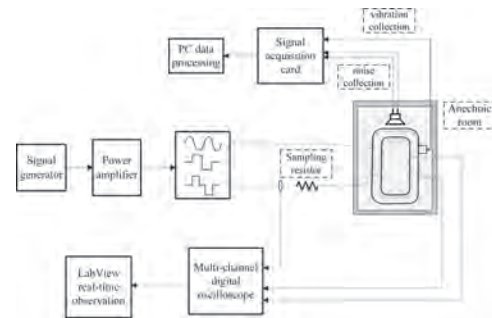 vibration
collection
PC data
processing
Signal
acquisition
card
noise
collection
Anechoic
room
Signal
generator
Power
amplifier
Sampling
resistor
LabView
real-time
observation
Multi-channel
digital
oscilloscope